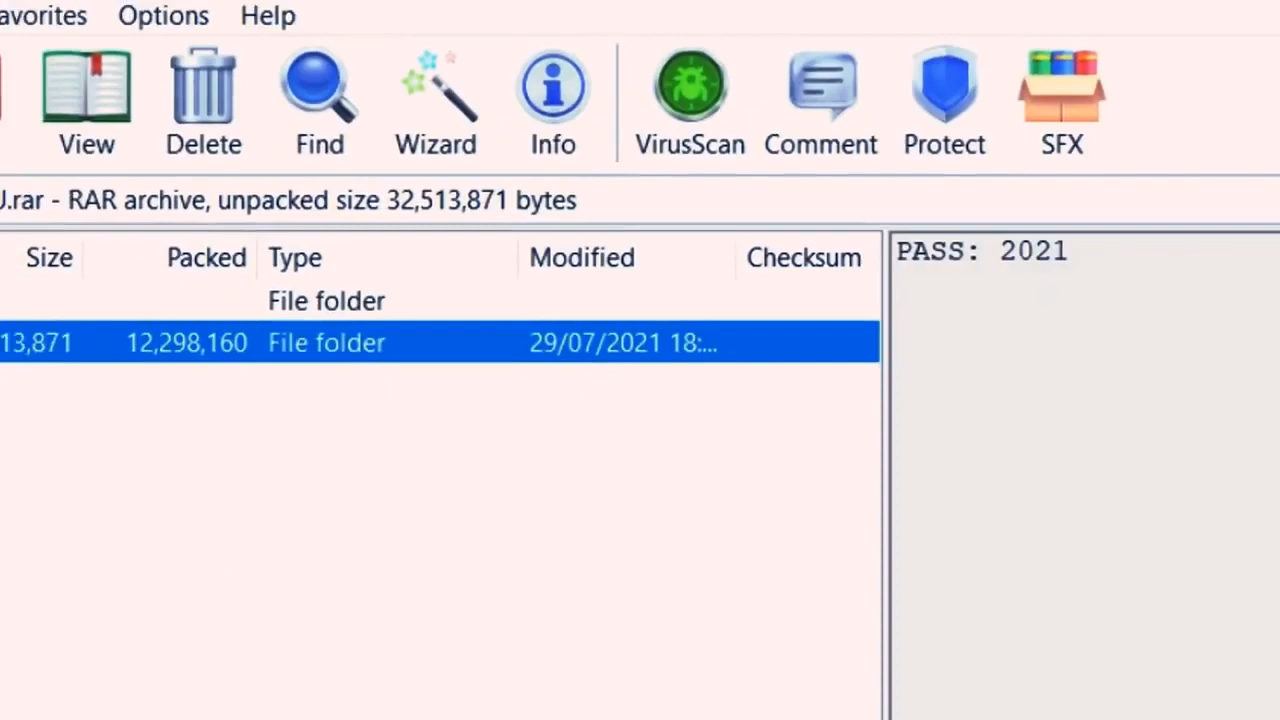 avorites Options Help
View Delete Find Wizard Info VirusScan Comment Protect SFX
.rar - RAR archive, unpacked size 32,513,871 bytes
Size Packed Type Modified Checksum
File folder
13,871 12,298,160 File folder 29/07/2021 18:...
PASS: 2021